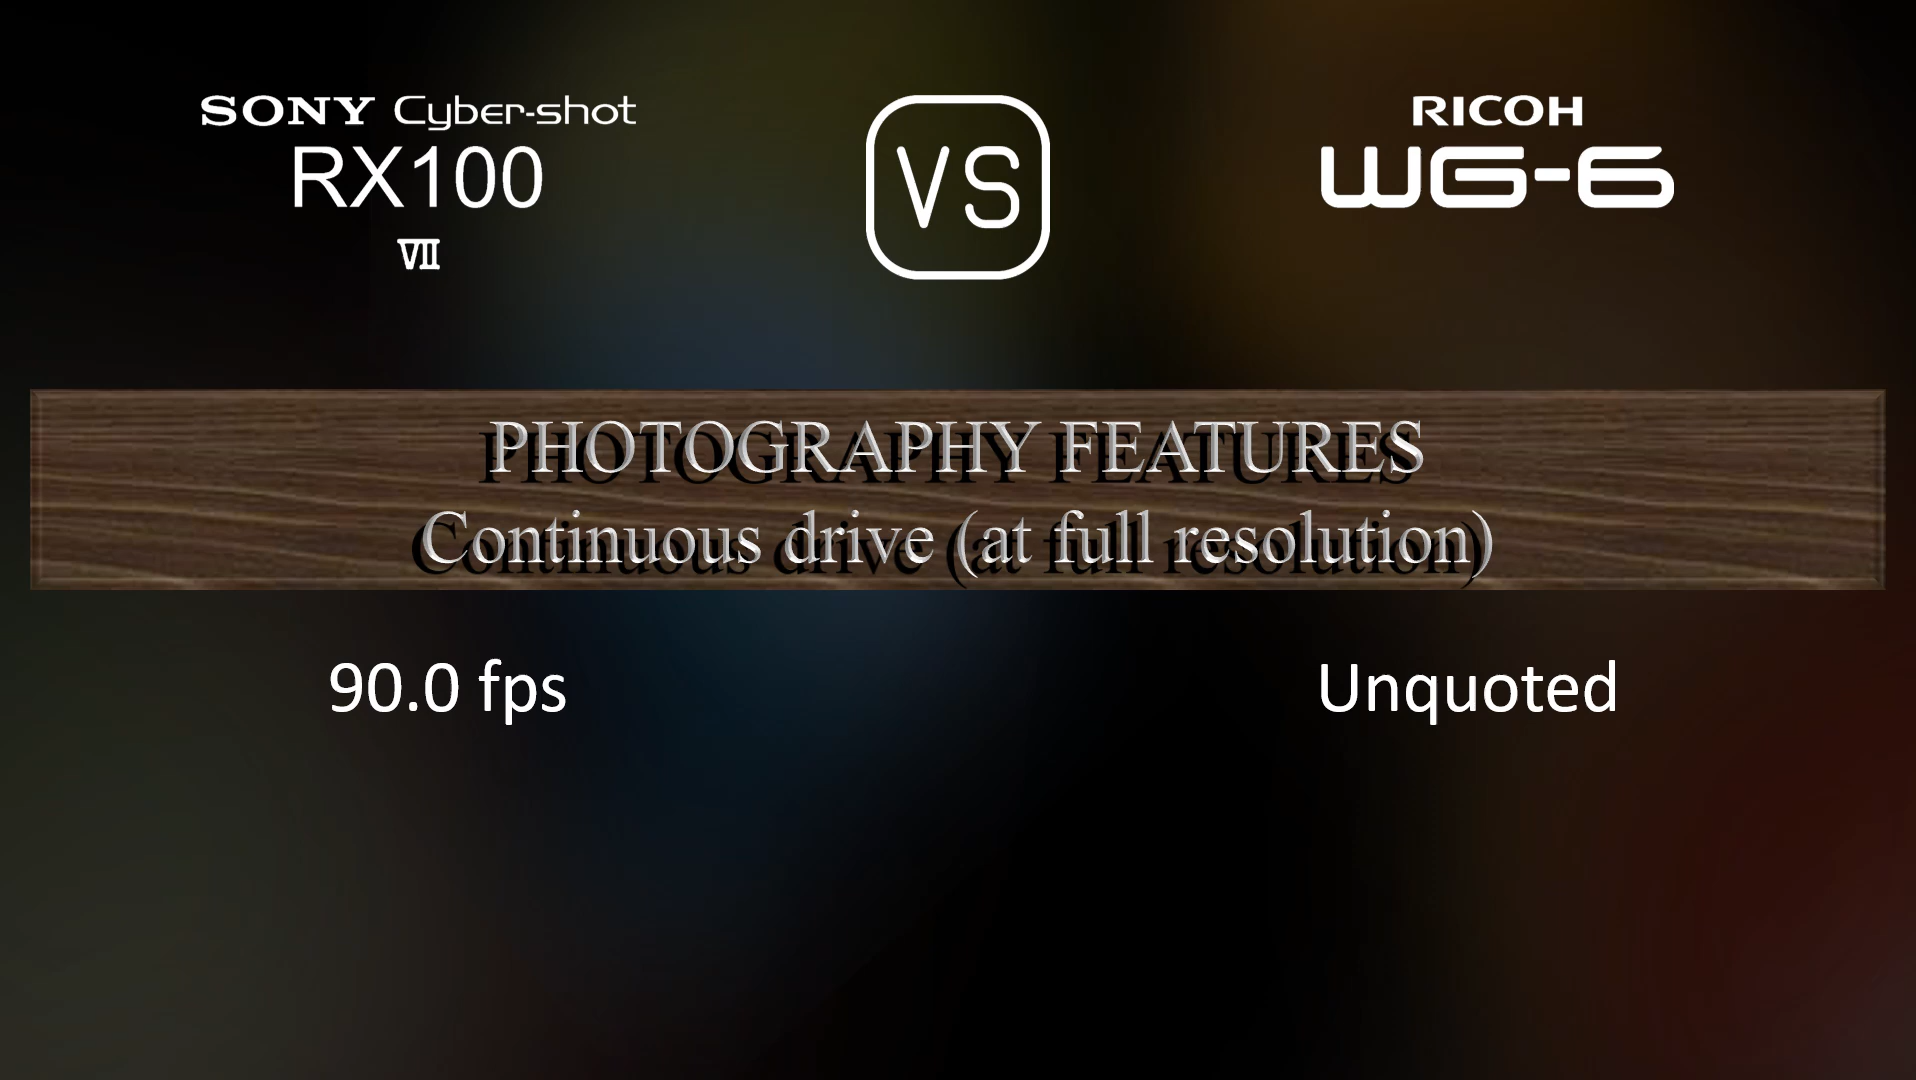 SONY Cyber-shot
RX100
VII
VS
RICOH
WG-6
PHOTOGRAPHY FEATURES
Continuous drive (at full resolution)
90.0 fps
Unquoted